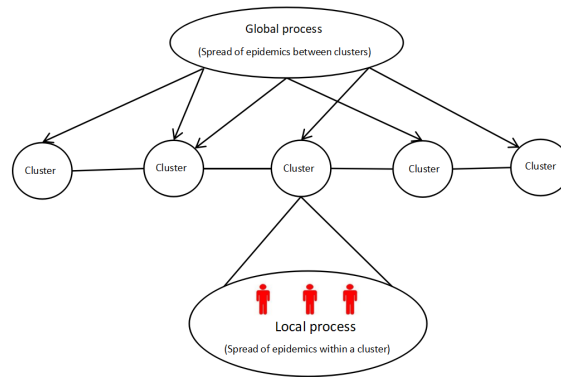 Global process
(Spread of epidemics between clusters)
Cluster
Cluster
Cluster
Cluster
Cluster
Local process
(Spread of epidemics within a cluster)